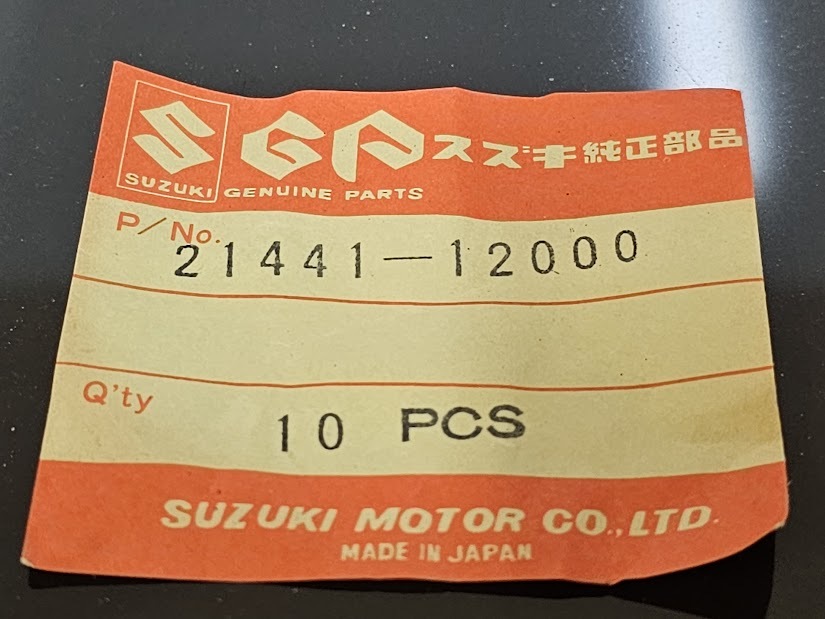 SGP スズキ純正部品
SUZUKI GENUINE PARTS
P/No. 21441-12000
Q'ty 10 PCS
SUZUKI MOTOR CO.,LTD.
MADE IN JAPAN